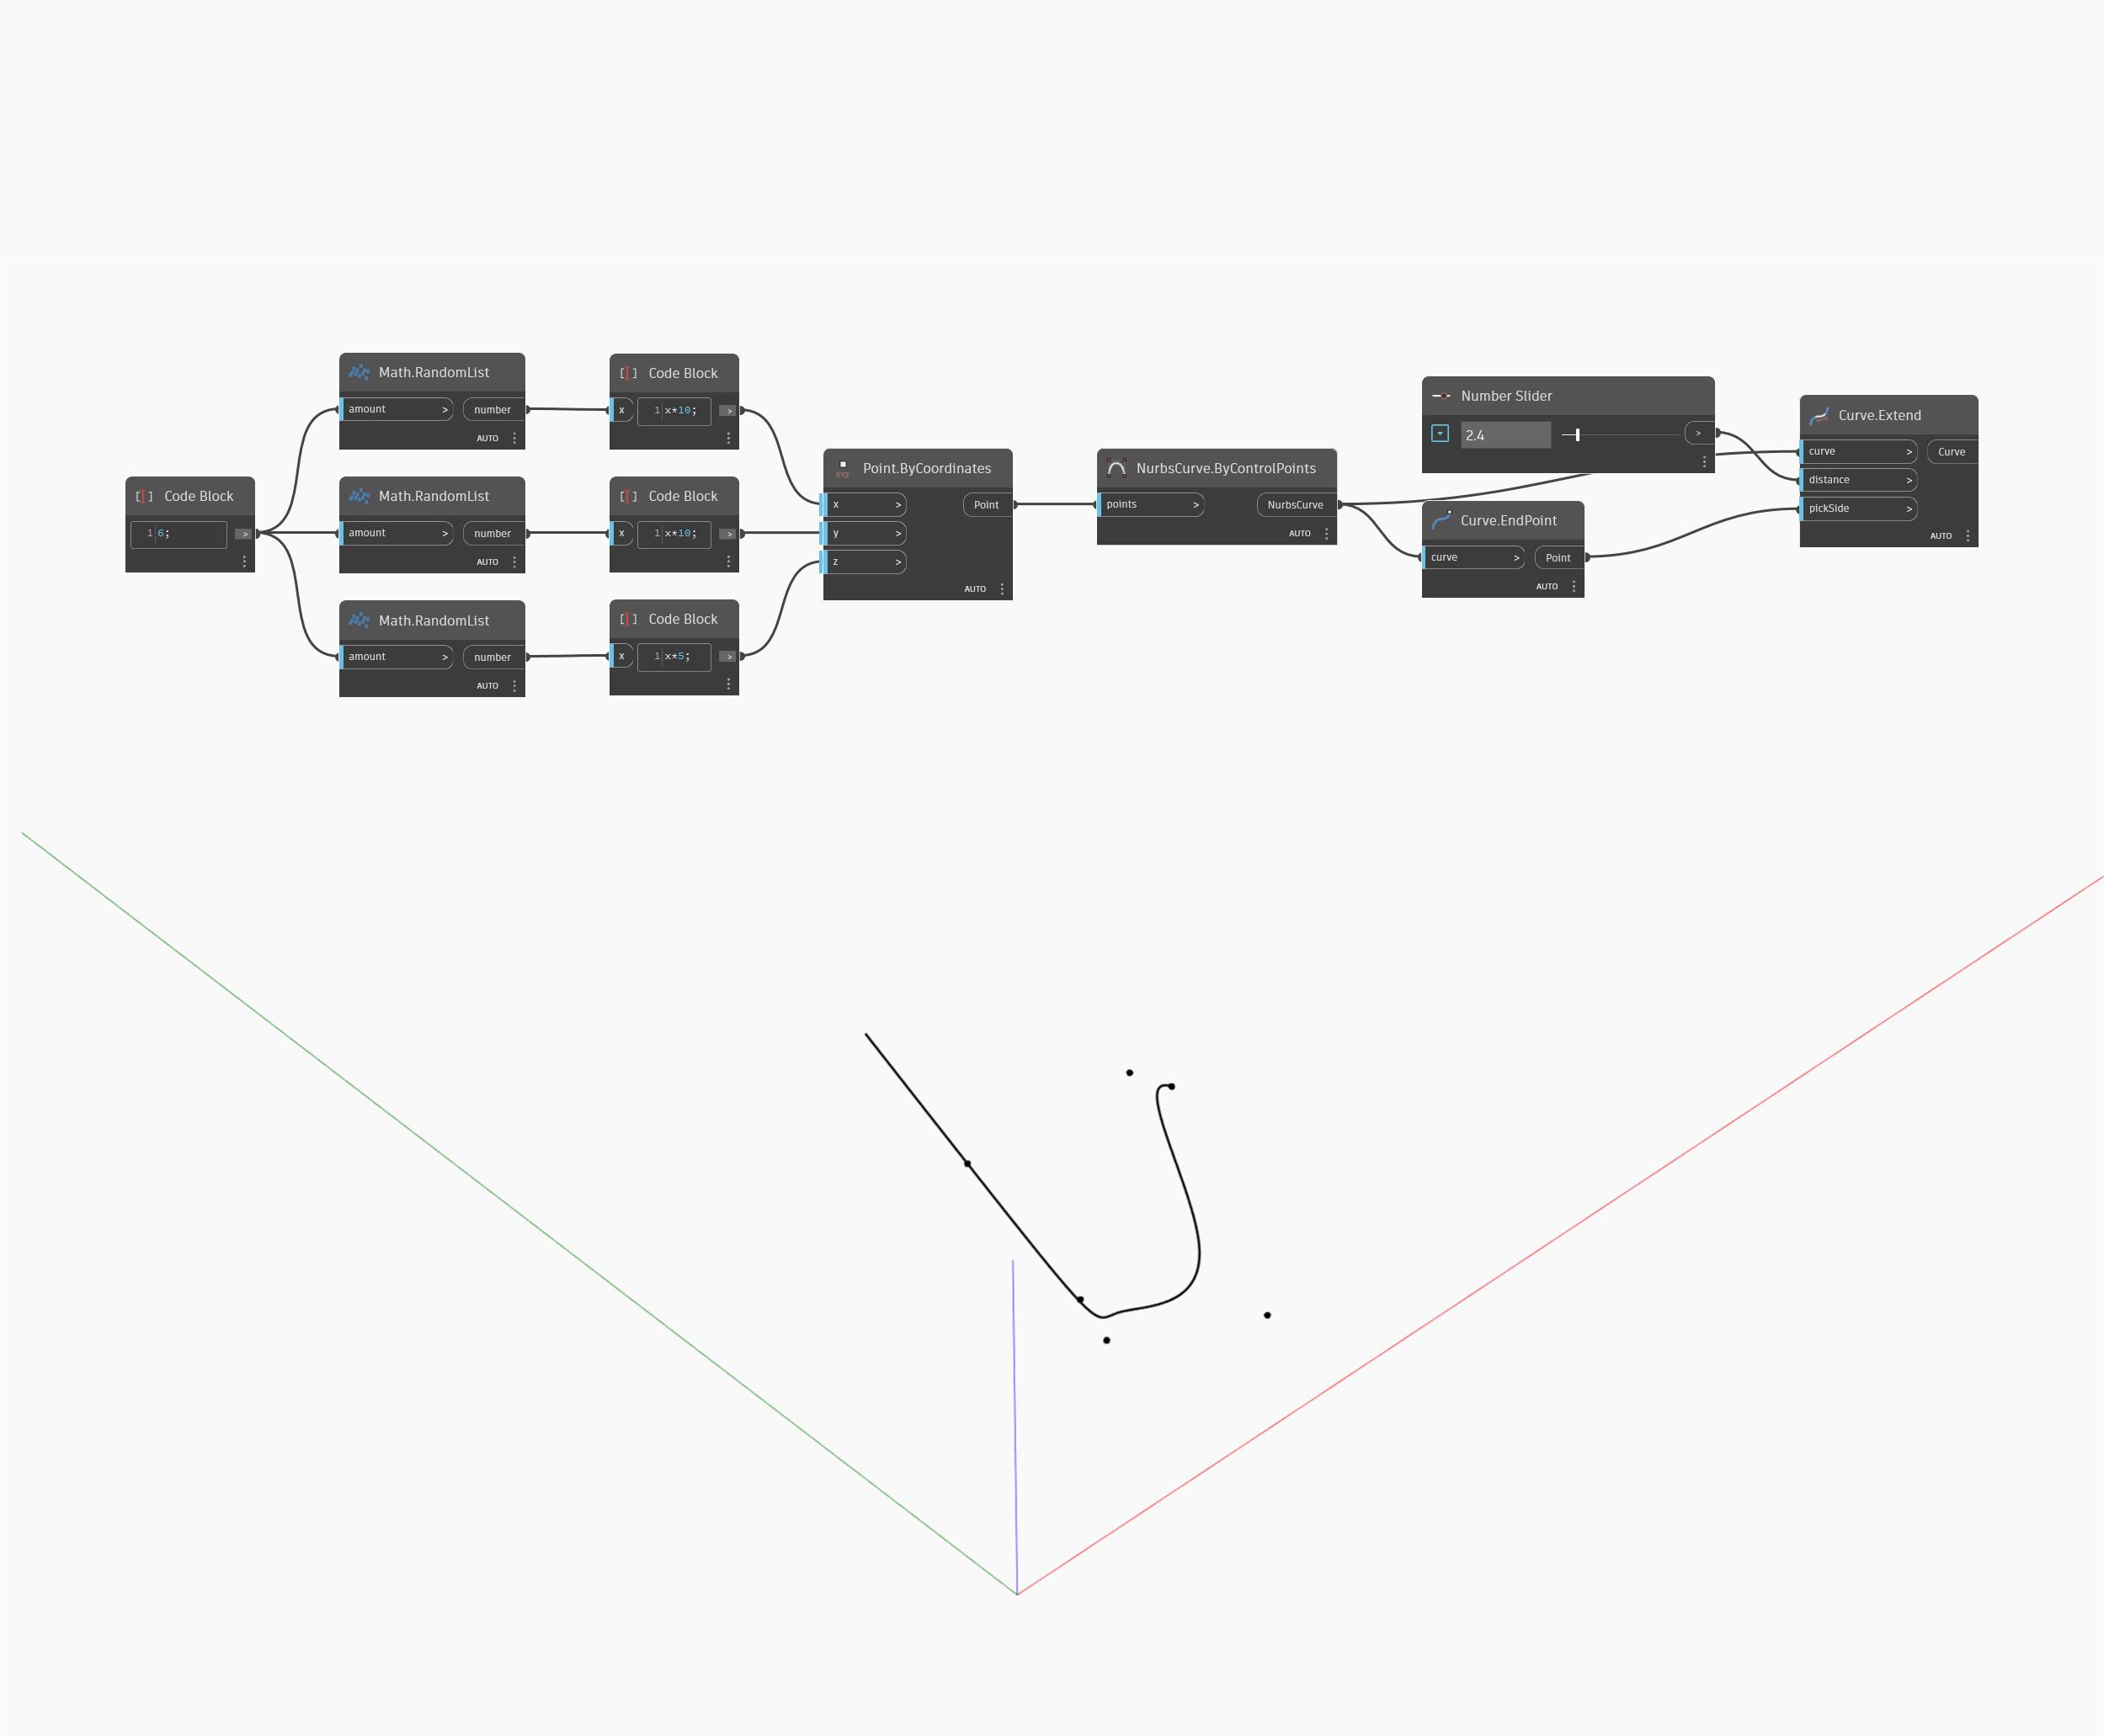 Code Block
1 6;
>
Math.RandomList
amount > number
AUTO
Math.RandomList
amount > number
AUTO
Math.RandomList
amount > number
AUTO
Code Block
x 1 x*10; >
Code Block
x 1 x*10; >
Code Block
x 1 x*5; >
XYZ
Point.ByCoordinates
x > Point
y >
z >
AUTO
NurbsCurve.ByControlPoints
points > NurbsCurve
AUTO
Number Slider
2.4 >
Curve.EndPoint
curve > Point
AUTO
Curve.Extend
curve > Curve
distance >
pickSide >
AUTO